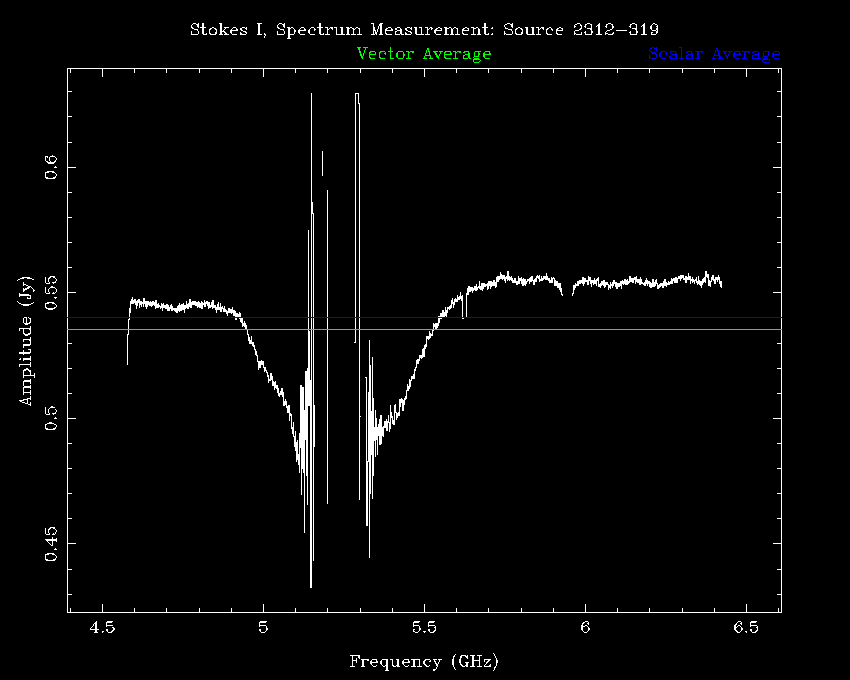 Stokes I, Spectrum Measurement: Source 2312−319
Vector Average Scalar Average
0.6
0.55
0.5
0.45
Amplitude (Jy)
4.5 5 5.5 6 6.5
Frequency (GHz)